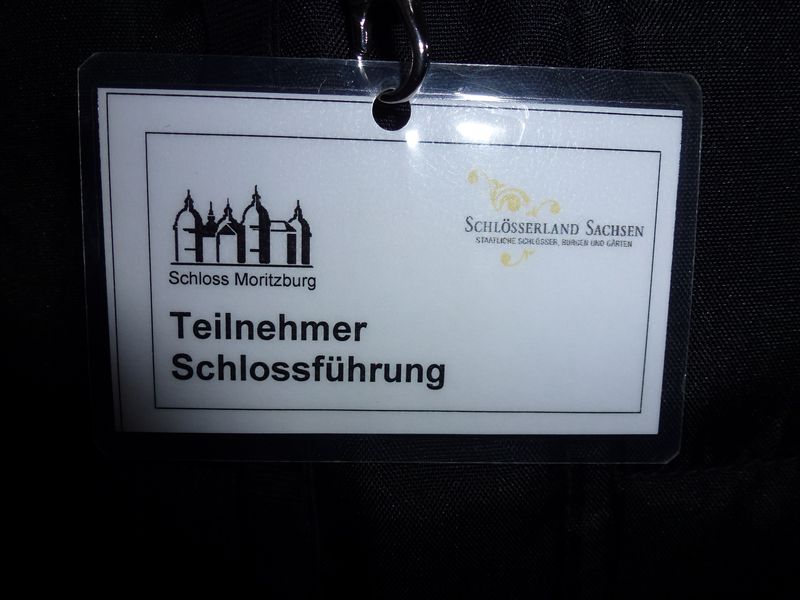 Schloss Moritzburg
SCHLÖSSERLAND SACHSEN
STAATLICHE SCHLÖSSER, BURGEN UND GÄRTEN
Teilnehmer
Schlossführung